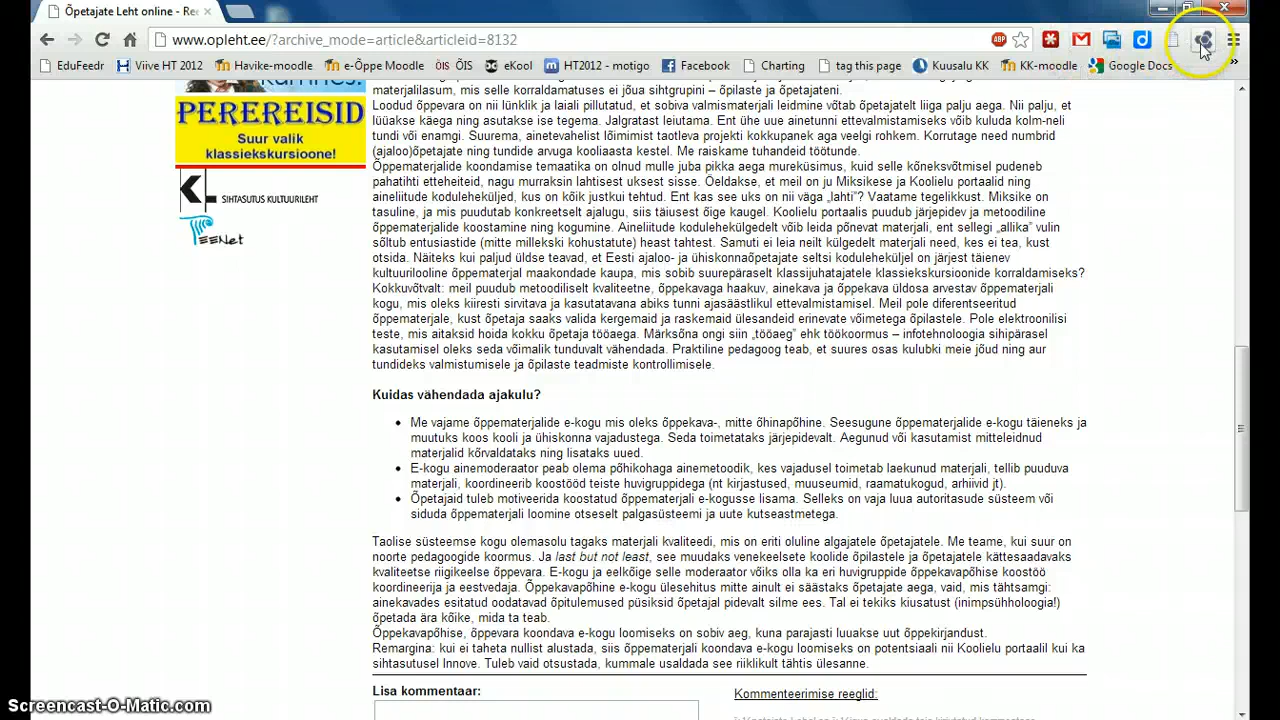 Õpetajate Leht online - Ree
www.opleht.ee/?archive_mode=article&articleid=8132
ABP
EduFeedr
Viive HT2012
Havike-moodle
e-Õppe Moodle
ÕIS
eKool
HT2012 - motigo
Facebook
Charting
tag this page
Kuusalu KK
KK-moodle
Google Docs
PEREREISID
Suur valik
klassiekskursioone!
SIHTASUTUS KULTUURILEHT
EENet
materjalilasum, mis selle korraldamatuses ei jõua sihtgrupini – õpilaste ja õpetajateni.
Loodud õppevara on nii lünklik ja laiali pillutatud, et sobiva valmismaterjali leidmine võtab õpetajatelt liiga palju aega. Nii palju, et
lüüakse käega ning asutakse ise tegema. Jalgratast leiutama. Ent ühe uue ainetunni ettevalmistamiseks võib kuluda kolm-neli
tundi või enamgi. Suurema, ainetevahelist lõimimist taotleva projekti kokkupanek aga veelgi rohkem. Korrutage need numbrid
(ajaloo)õpetajate ning tundide arvuga kooliaasta kestel. Me raiskame tuhandeid töötunde.
Õppematerjalide koondamise temaatika on olnud mulle juba pikka aega mureküsimus, kuid selle kõneksvõtmisel pudeneb
pahatihti etteheiteid, nagu murraksin lahtisest uksest sisse. Öeldakse, et meil on ju Miksikese ja Koolielu portaalid ning
aineliitude koduleheküljed, kus on kõik justkui tehtud. Ent kas see uks on nii väga „lahti”? Vaatame tegelikkust. Miksike on
tasuline, ja mis puudutab konkreetselt ajalugu, siis täiusest õige kaugel. Koolielu portaalis puudub järjepidev ja metoodiline
õppematerjalide koostamine ning kogumine. Aineliitude kodulehekülgedelt võib leida põnevat materjali, ent sellegi „allika” vulin
sõltub entusiastide (mitte millekski kohustatute) heast tahtest. Samuti ei leia neilt külgedelt materjali need, kes ei tea, kust
otsida. Näiteks kui paljud üldse teavad, et Eesti ajaloo- ja ühiskonnaõpetajate seltsi koduleheküljel on järjest täienev
kultuurilooline õppematerjal maakondade kaupa, mis sobib suurepäraselt klassijuhatajatele klassiekskursioonide korraldamiseks?
Kokkuvõtvalt: meil puudub metoodiliselt kvaliteetne, õppekavaga haakuv, ainekava ja õppekava üldosa arvestav õppematerjali
kogu, mis oleks kiiresti sirvitava ja kasutatavana abiks tunni ajasäästlikul ettevalmistamisel. Meil pole diferentseeritud
õppematerjale, kust õpetaja saaks valida kergemaid ja raskemaid ülesandeid erinevate võimetega õpilastele. Pole elektroonilisi
teste, mis aitaksid hoida kokku õpetaja tööaega. Märksõna ongi siin „tööaeg” ehk töökoormus – infotehnoloogia sihipärasel
kasutamisel oleks seda võimalik tunduvalt vähendada. Praktiline pedagoog teab, et suures osas kulubki meie jõud ning aur
tundideks valmistumisele ja õpilaste teadmiste kontrollimisele.
Kuidas vähendada ajakulu?
• Me vajame õppematerjalide e-kogu mis oleks õppekava-, mitte õhinapõhine. Seesugune õppematerjalide e-kogu täieneks ja
muutuks koos kooli ja ühiskonna vajadustega. Seda toimetataks järjepidevalt. Aegunud või kasutamist mitteleidnud
materjalid kõrvaldataks ning lisataks uued.
• E-kogu ainemoderaator peab olema põhikohaga ainemetoodik, kes vajadusel toimetab laekunud materjali, tellib puuduva
materjali, koordineerib koostööd teiste huvigruppidega (nt kirjastused, muuseumid, raamatukogud, arhiivid jt).
• Õpetajaid tuleb motiveerida koostatud õppematerjali e-kogusse lisama. Selleks on vaja luua autoritasude süsteem või
siduda õppematerjali loomine otseselt palgasüsteemi ja uute kutseastmetega.
Taolise süsteemse kogu olemasolu tagaks materjali kvaliteedi, mis on eriti oluline algajatele õpetajatele. Me teame, kui suur on
noorte pedagoogide koormus. Ja last but not least, see muudaks venekeelsete koolide õpilastele ja õpetajatele kättesaadavaks
kvaliteetse riigikeelse õppevara. E-kogu ja eelkõige selle moderaator võiks olla ka eri huvigruppide õppekavapõhise koostöö
koordineerija ja eestvedaja. Õppekavapõhine e-kogu ülesehitus mitte ainult ei säästaks õpetajate aega, vaid, mis tähtsamgi:
ainekavades esitatud oodatavad õpitulemused püsiksid õpetajal pidevalt silme ees. Tal ei tekiks kiusatust (inimpsühholoogia!)
õpetada ära kõike, mida ta teab.
Õppekavapõhise, õppevara koondava e-kogu loomiseks on sobiv aeg, kuna parajasti luuakse uut õppekirjandust.
Remargina: kui ei taheta nullist alustada, siis õppematerjali koondava e-kogu loomiseks on potentsiaali nii Koolielu portaalil kui ka
sihtasutusel Innove. Tuleb vaid otsustada, kummale usaldada see riiklikult tähtis ülesanne.
Lisa kommentaar:
Kommenteerimise reeglid:
Screencast-O-Matic.com